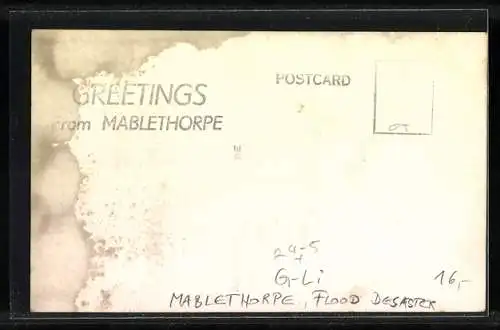 POSTCARD
GREETINGS
from MABLETHORPE
24-5
G-Li
16,-
MABLETHORPE, FLOOD DESASTER